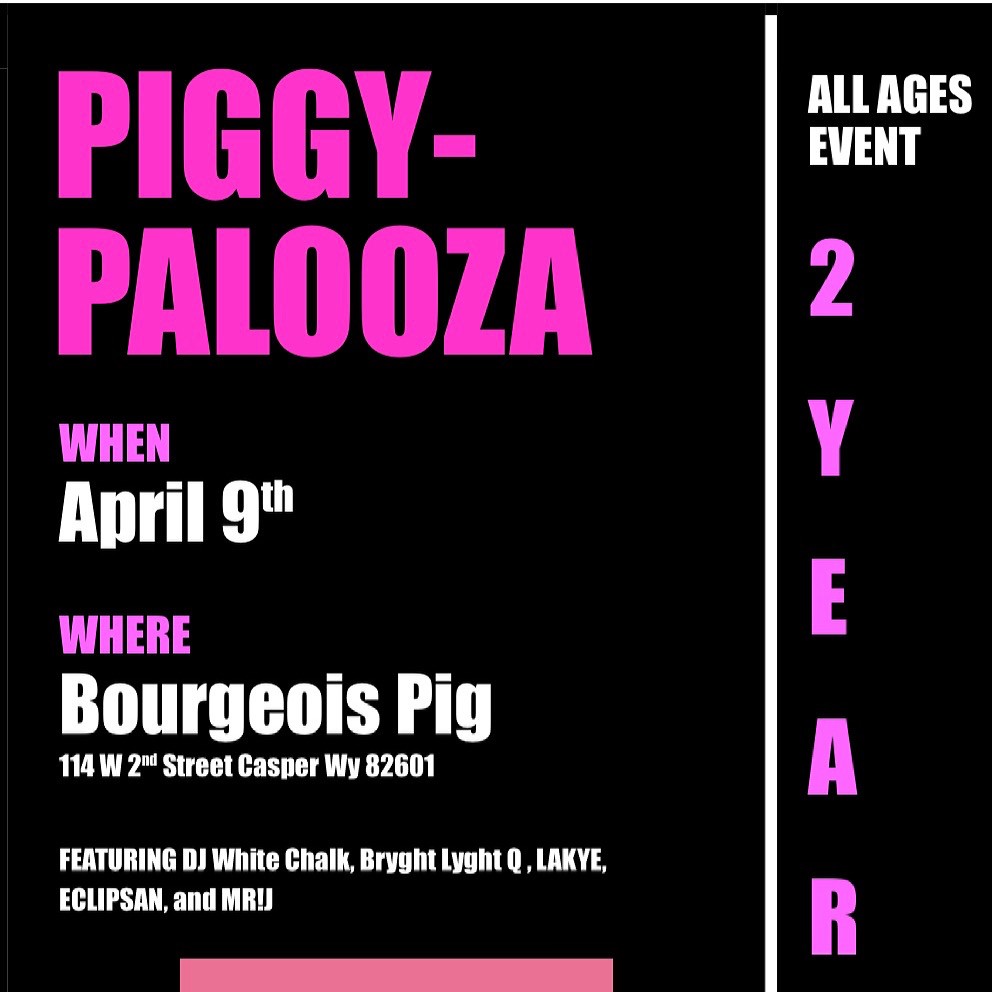 PIGGY-
PALOOZA
WHEN
April 9th
WHERE
Bourgeois Pig
114 W 2nd Street Casper Wy 82601
FEATURING DJ White Chalk, Bryght Lyght Q , LAKYE,
ECLIPSAN, and MR!J
ALL AGES
EVENT
2
Y
E
A
R